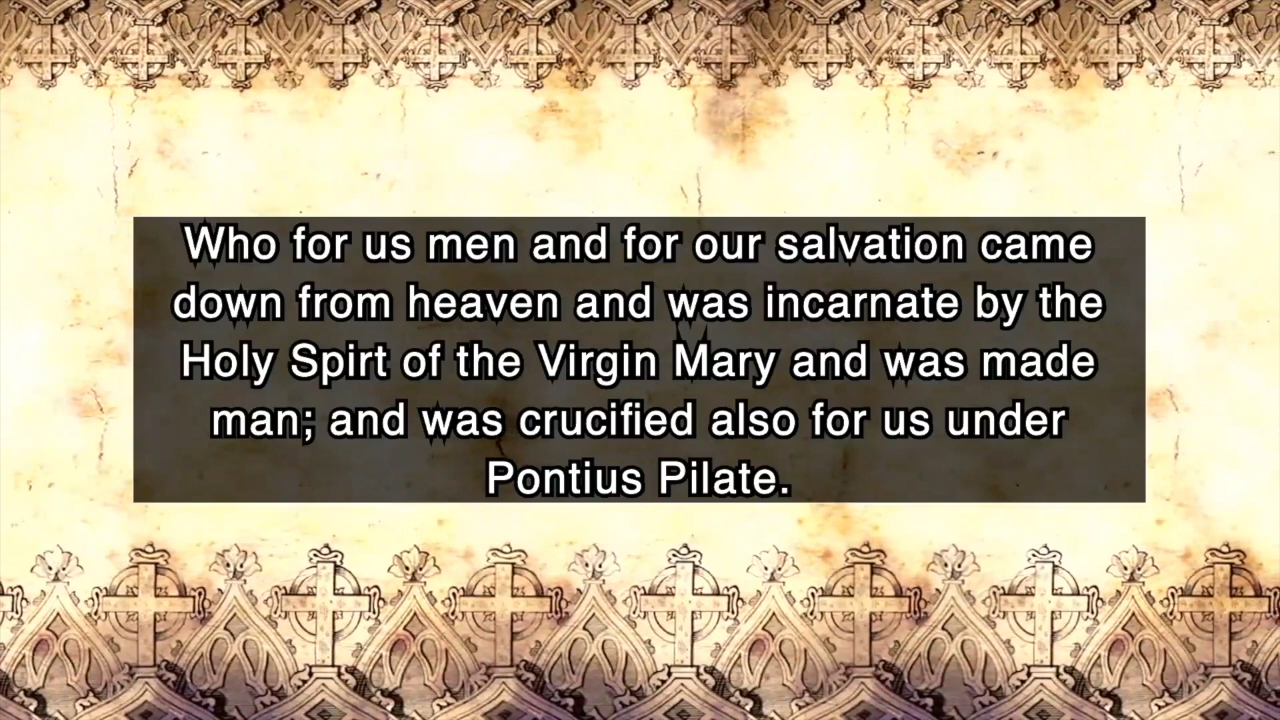 Who for us men and for our salvation came
down from heaven and was incarnate by the
Holy Spirt of the Virgin Mary and was made
man; and was crucified also for us under
Pontius Pilate.